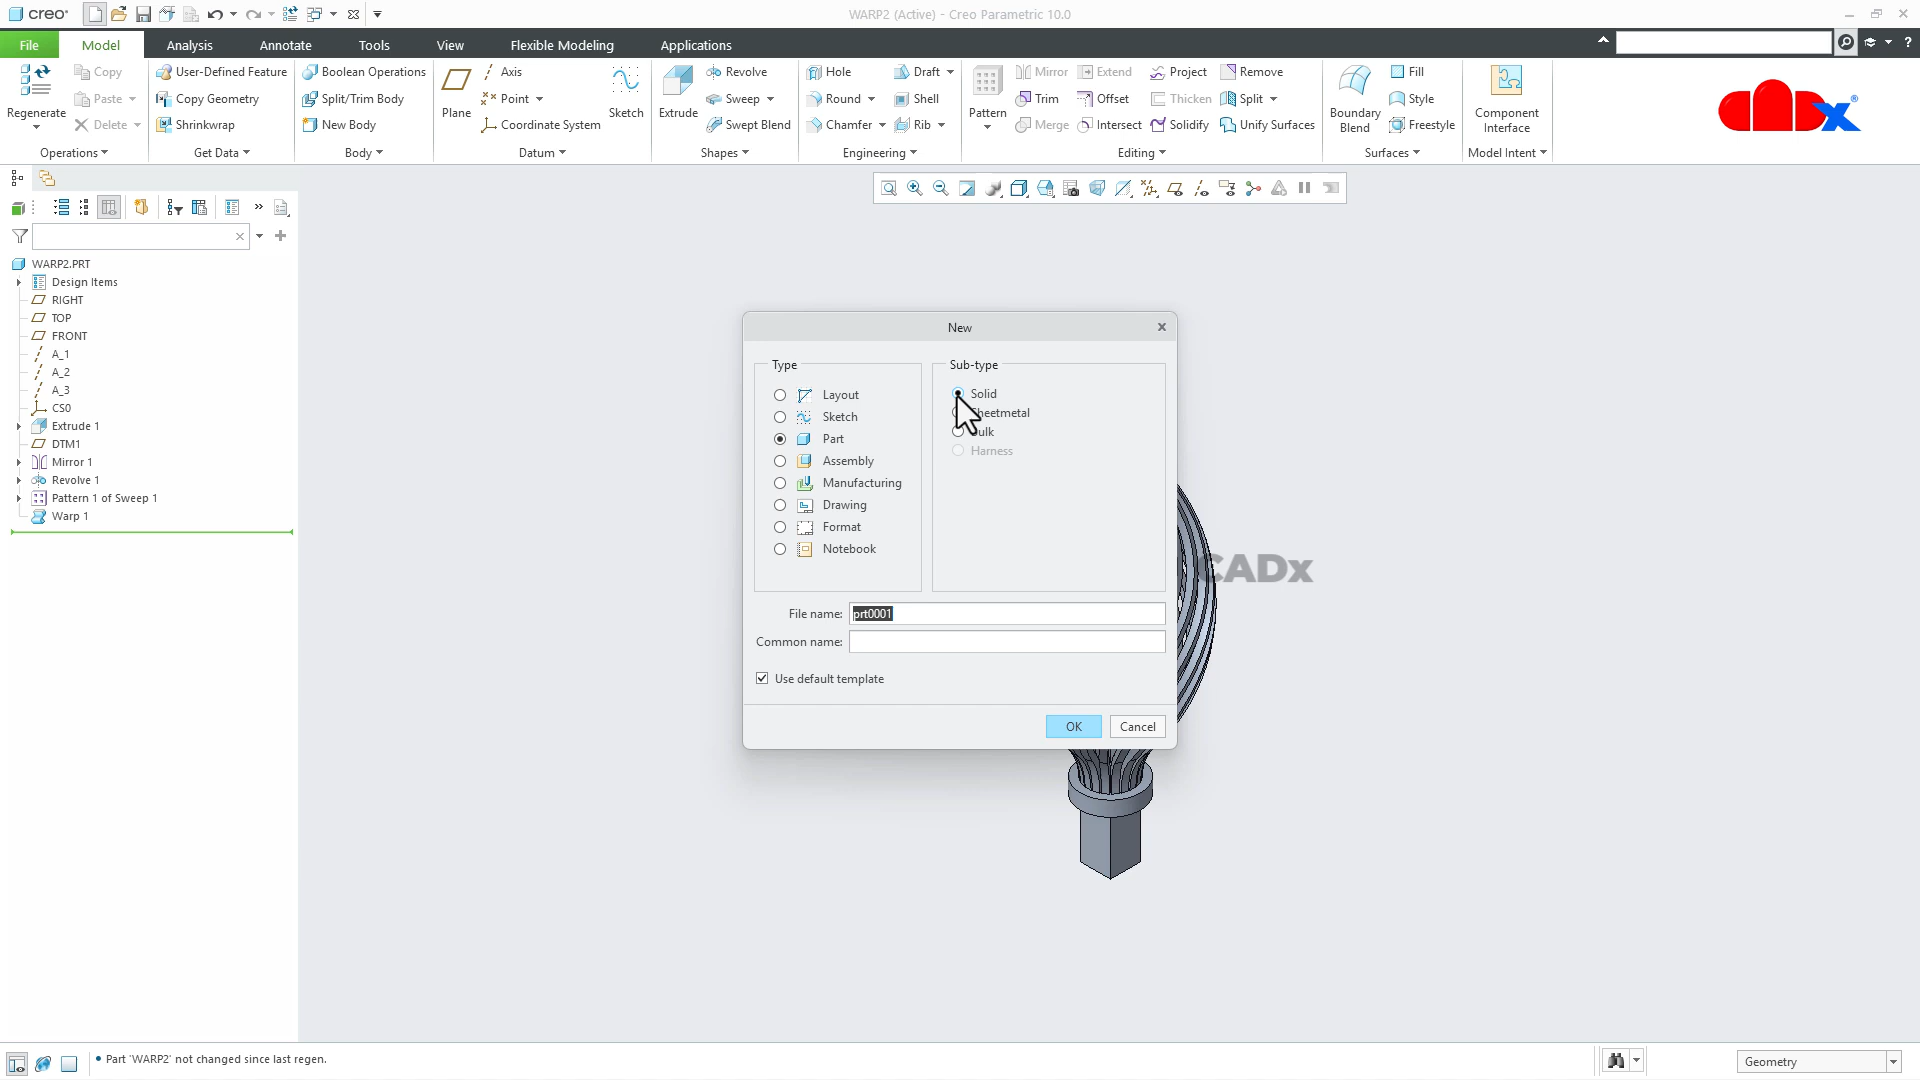 creo® WARP2 (Active) - Creo Parametric 10.0
File Model Analysis Annotate Tools View Flexible Modeling Applications ?
Regenerate Copy Paste Delete
Operations
User-Defined Feature Copy Geometry Shrinkwrap
Get Data
Boolean Operations Split/Trim Body New Body
Body
Plane Axis Point Coordinate System Sketch
Datum
Extrude Revolve Sweep Swept Blend
Shapes
Hole Draft Round Shell Chamfer Rib
Engineering
Pattern Mirror Extend Project Remove
Trim Offset Thicken Split
Merge Intersect Solidify Unify Surfaces
Editing
Boundary Blend Fill Style Freestyle
Surfaces
Component Interface
Model Intent
CADx®
WARP2.PRT
Design Items
RIGHT
TOP
FRONT
A_1
A_2
A_3
CS0
Extrude 1
DTM1
Mirror 1
Revolve 1
Pattern 1 of Sweep 1
Warp 1
New
Type
Layout
Sketch
Part
Assembly
Manufacturing
Drawing
Format
Notebook
Sub-type
Solid
heetmetal
ulk
Harness
File name: prt0001
Common name:
Use default template
OK Cancel
CADx
• Part 'WARP2' not changed since last regen.
Geometry